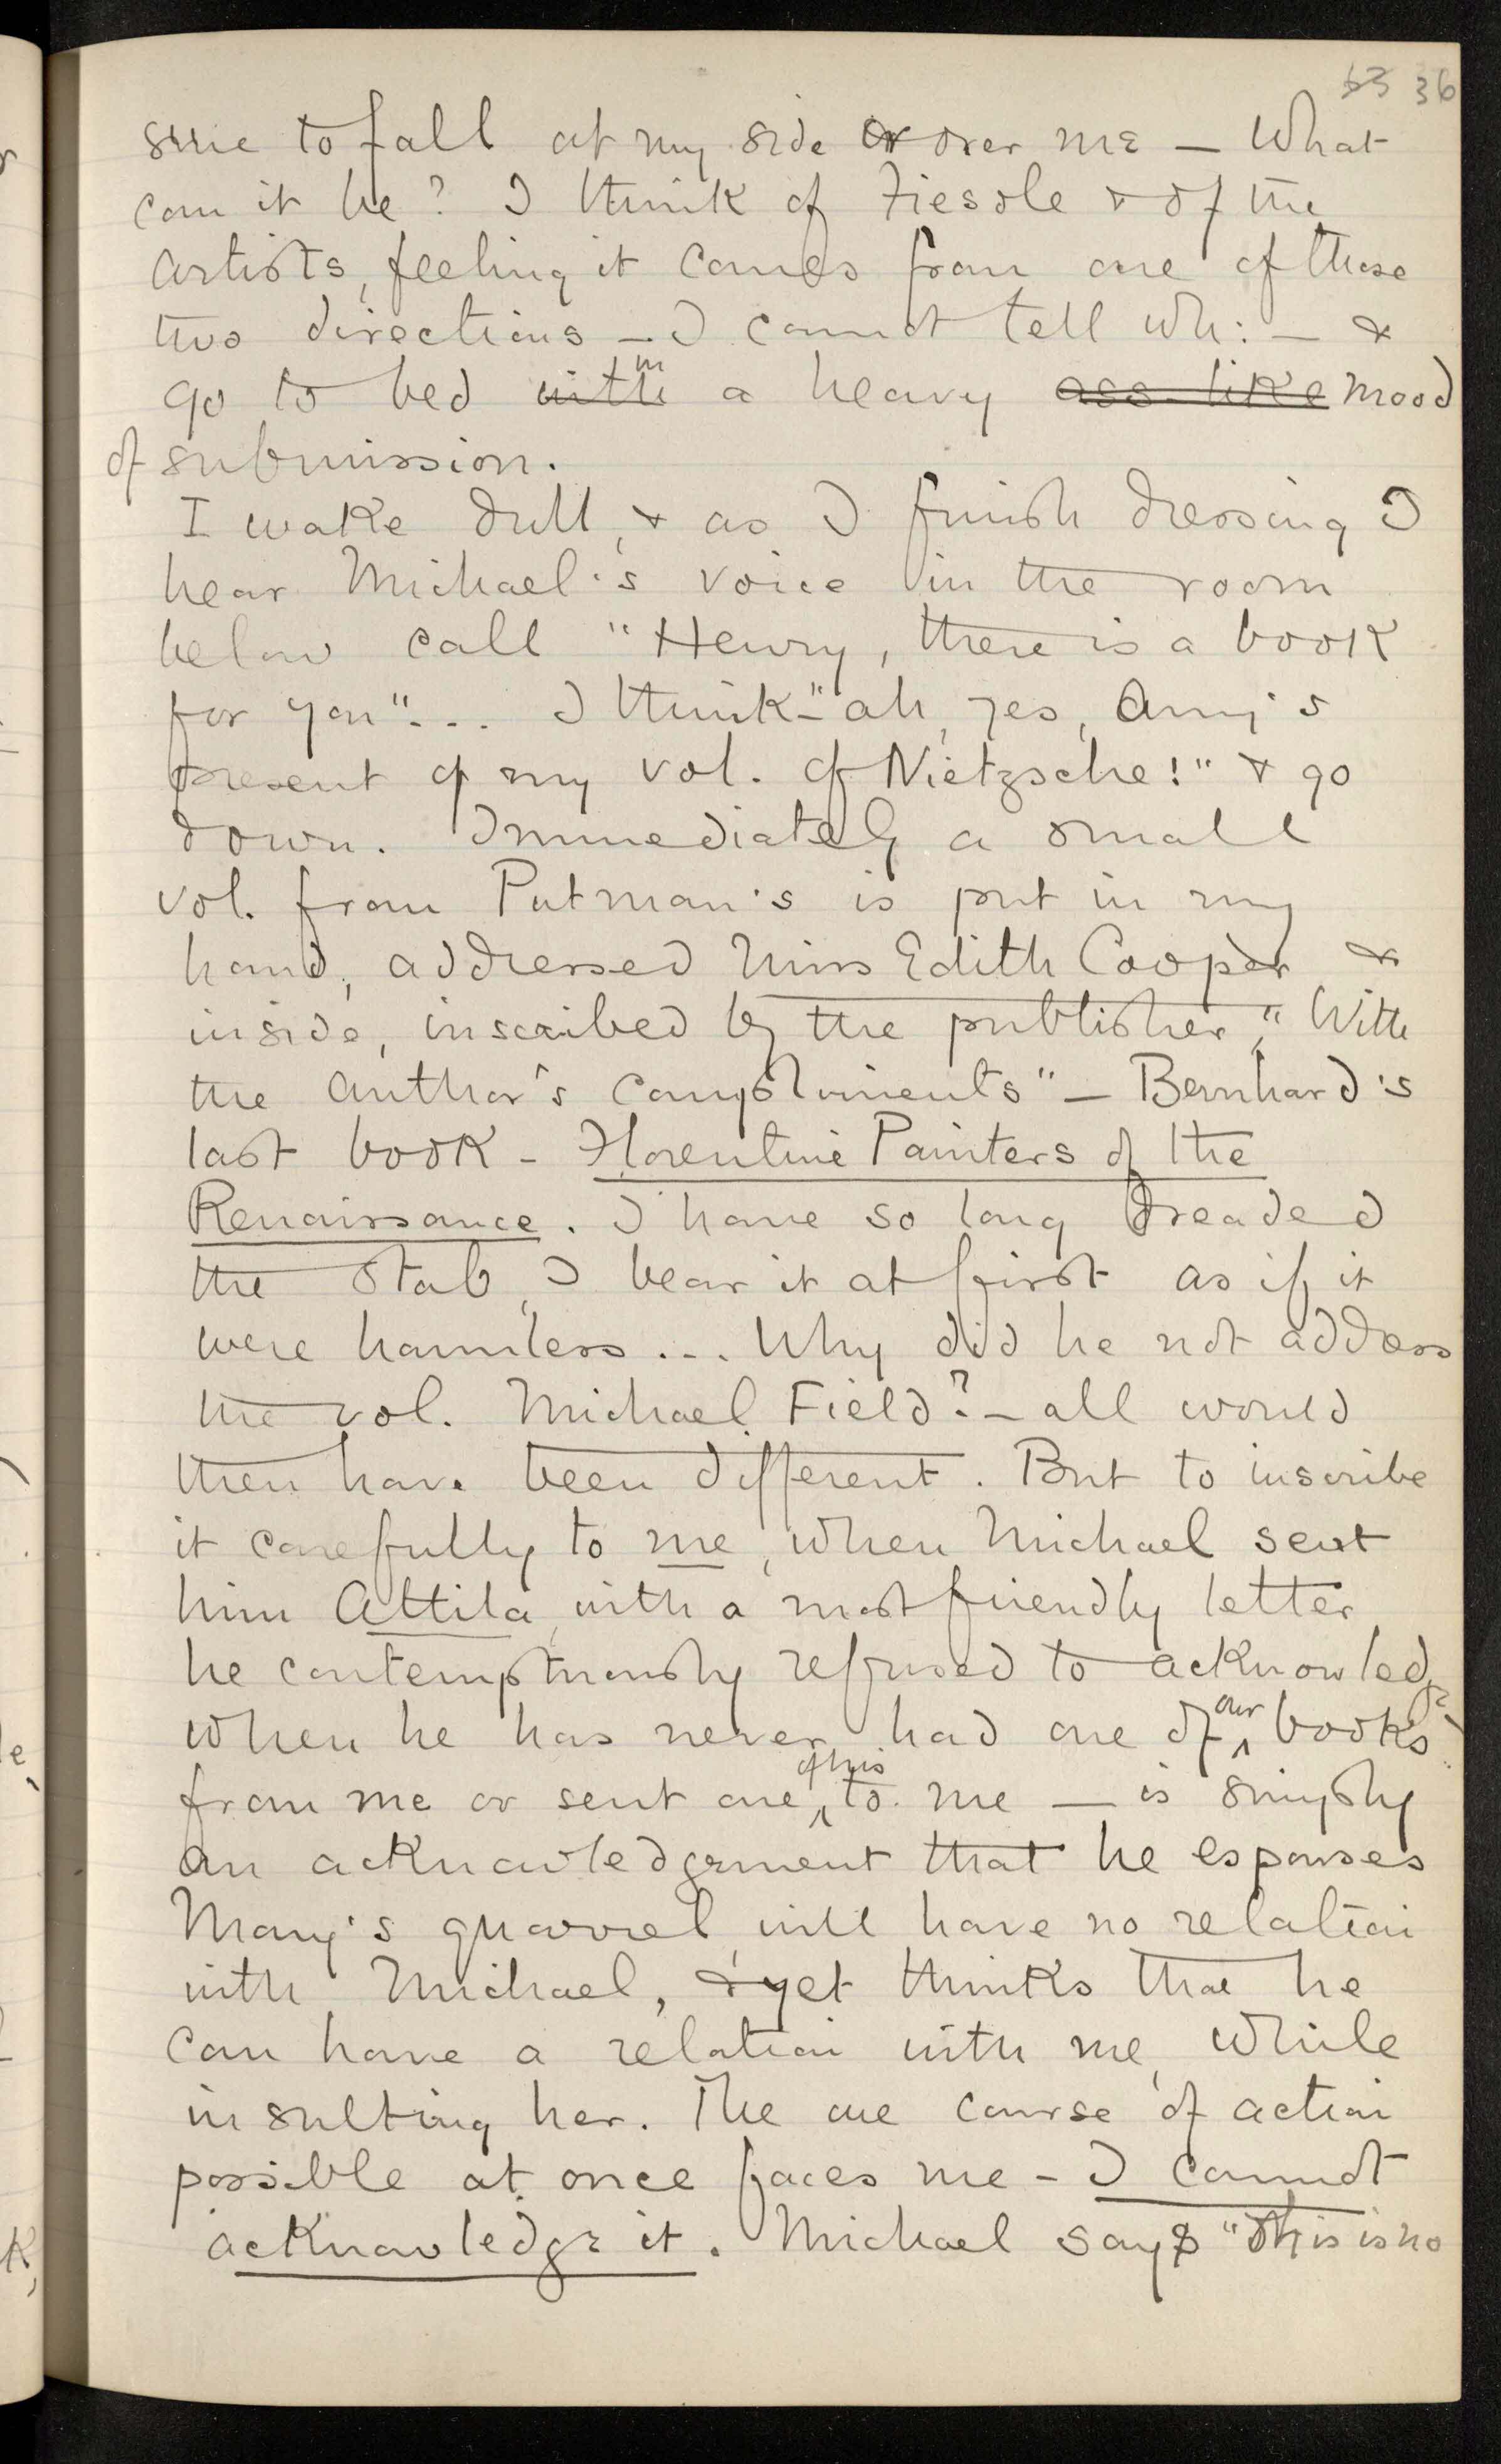 63 36
sure to fall at my side or over me — What
can it be? I think of Fiesole & of the
artists, feeling it comes from one of these
two directions — I cannot tell wh: — &
go to bed with in a heavy ass-like mood
of submission.
I wake dull, & as I finish dressing I
hear Michael's voice in the room
below call "Henry, there is a book
for you"... I think — "ah, yes, Amy's
present of my vol. of Nietzsche!" & go
down. Immediately a small
vol. from Putman's is put in my
hand, addressed Miss Edith Cooper &
inside, inscribed by the publisher, "With
the author's compliments" — Bernhard's
last book - Florentine Painters of the
Renaissance. I have so long dreaded
the stab, I bear it at first as if it
were harmless... Why did he not address
the vol. Michael Field? — all would
then have been different. But to inscribe
it carefully to me, when Michael sent
him Attila, with a most friendly letter
he contemptuously refused to acknowledge
when he has never had one of our books
from me or sent one of his to me — is simply
an acknowledgement that he espouses
Mary's quarrel, will have no relation
with Michael, & yet thinks that he
can have a relation with me, while
insulting her. The one course of action
possible at once faces me - I cannot
acknowledge it. Michael says "This is no